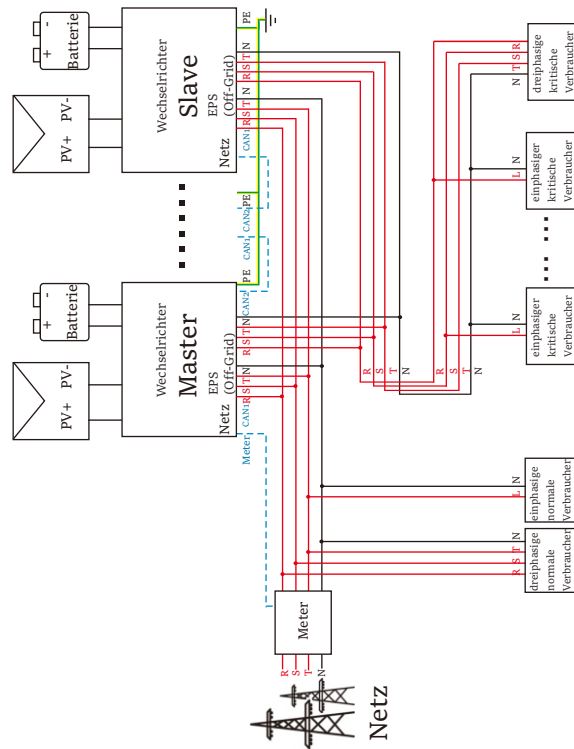 PV+ PV-
+ -
Batterie
PV+ PV-
+ -
Batterie
Wechselrichter
Master
EPS
Netz (Off-Grid)
Wechselrichter
Slave
EPS
Netz (Off-Grid)
Meter CAN1 R S T N R S T N CAN2 PE
CAN1 CAN2 PE
CAN1 R S T N R S T N PE
R
S
T
N
Meter
Netz
R
S
T
N
R
S
T
N
R S T N
dreiphasige
normale
Verbraucher
L N
einphasige
normale
Verbraucher
L N
einphasiger
kritische
Verbraucher
L N
einphasiger
kritische
Verbraucher
N T S R
dreiphasige
kritische
Verbraucher